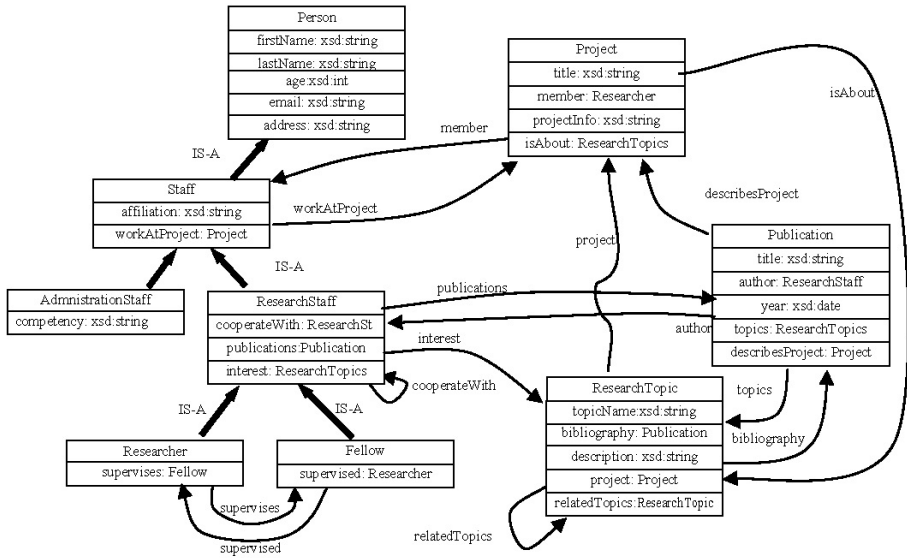 Person
firstName: xsd:string
lastName: xsd:string
age:xsd:int
email: xsd:string
address: xsd:string
IS-A
Staff
affiliation: xsd:string
workAtProject: Project
member
workAtProject
Project
title: xsd:string
member: Researcher
projectInfo: xsd:string
isAbout: ResearchTopics
isAbout
describesProject
project
IS-A
AdmnistrationStaff
competency: xsd:string
ResearchStaff
cooperateWith: ResearchSt
publications:Publication
interest: ResearchTopics
publications
author
interest
cooperateWith
Publication
title: xsd:string
author: ResearchStaff
year: xsd:date
topics: ResearchTopics
describesProject: Project
topics
bibliography
IS-A
IS-A
Researcher
supervises: Fellow
Fellow
supervised: Researcher
supervises
supervised
ResearchTopic
topicName:xsd:string
bibliography: Publication
description: xsd:string
project: Project
relatedTopics:ResearchTopic
relatedTopics